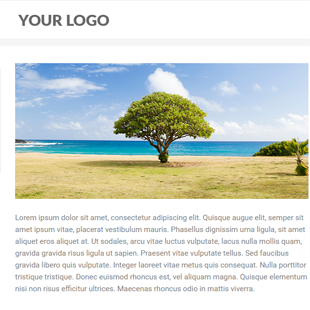 YOUR LOGO
Lorem ipsum dolor sit amet, consectetur adipiscing elit. Quisque augue elit, semper sit
amet ipsum vitae, placerat vestibulum mauris. Phasellus dignissim urna ligula, sit amet
aliquet eros aliquet at. Ut sodales, arcu vitae luctus vulputate, lacus nulla mollis quam,
gravida gravida risus ligula ut sapien. Praesent vitae vulputate tellus. Sed faucibus
gravida libero quis vulputate. Integer laoreet vitae metus quis consequat. Nulla porttitor
tristique tristique. Donec euismod rhoncus est, vel aliquam magna. Quisque elementum
nisi non risus efficitur ultrices. Maecenas rhoncus odio in mattis viverra.